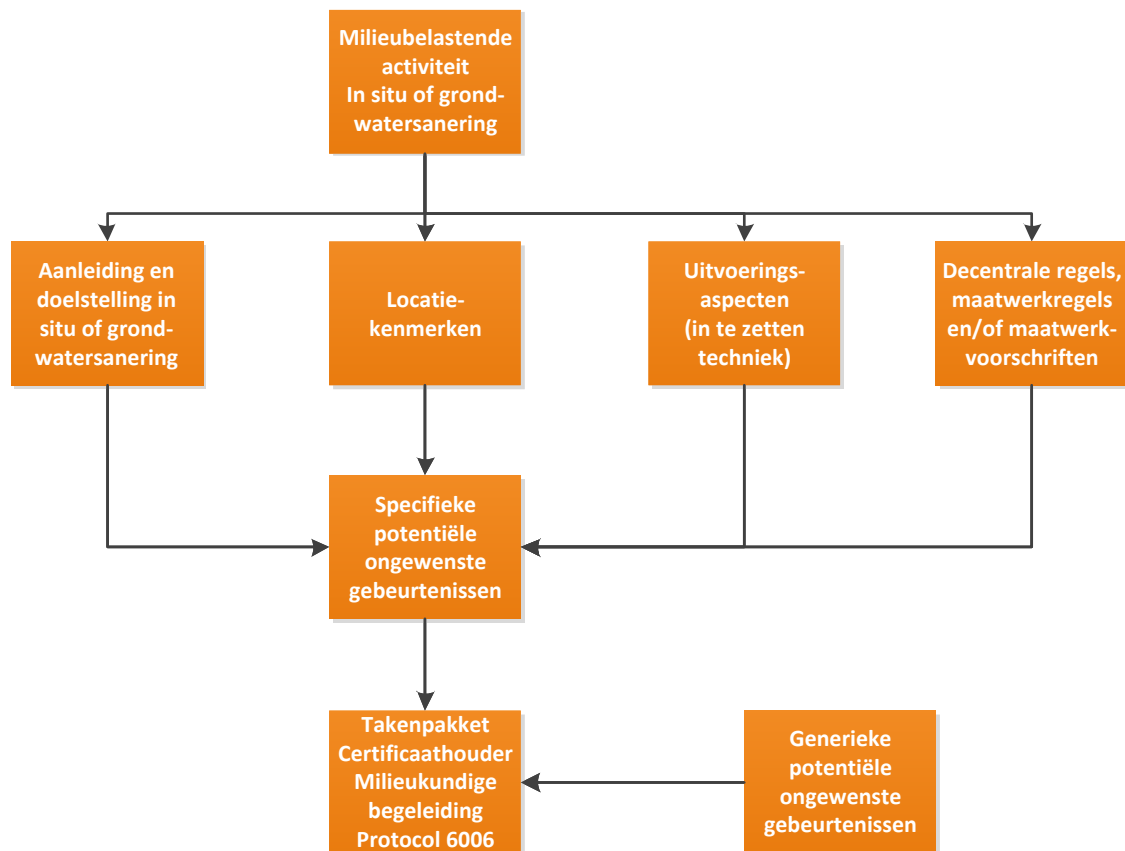 Milieubelastende
activiteit
In situ of grond-
watersanering
Aanleiding en
doelstelling in
situ of grond-
watersanering
Locatie-
kenmerken
Uitvoerings-
aspecten
(in te zetten
techniek)
Decentrale regels,
maatwerkregels
en/of maatwerk-
voorschriften
Specifieke
potentiële
ongewenste
gebeurtenissen
Takenpakket
Certificaathouder
Milieukundige
begeleiding
Protocol 6006
Generieke
potentiële
ongewenste
gebeurtenissen